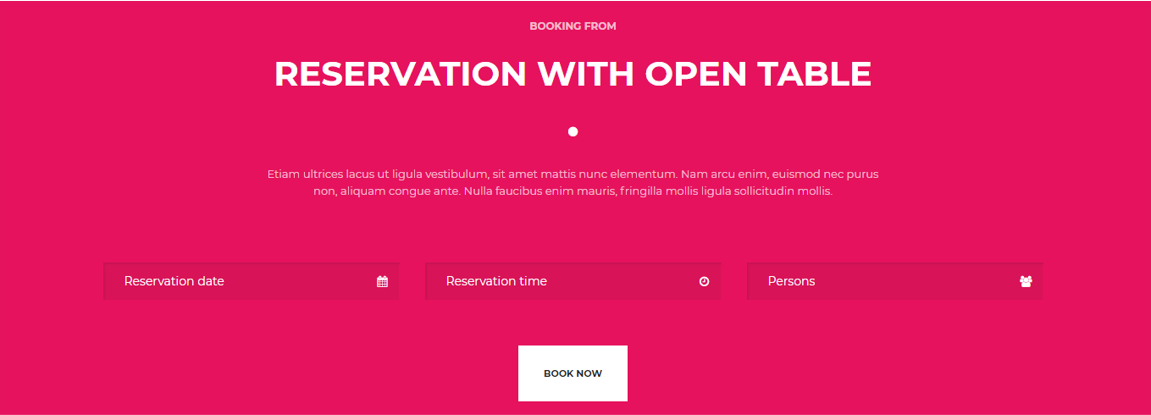 BOOKING FROM
RESERVATION WITH OPEN TABLE
Etiam ultrices lacus ut ligula vestibulum, sit amet mattis nunc elementum. Nam arcu enim, euismod nec purus
non, aliquam congue ante. Nulla faucibus enim mauris, fringilla mollis ligula sollicitudin mollis.
Reservation date
Reservation time
Persons
BOOK NOW